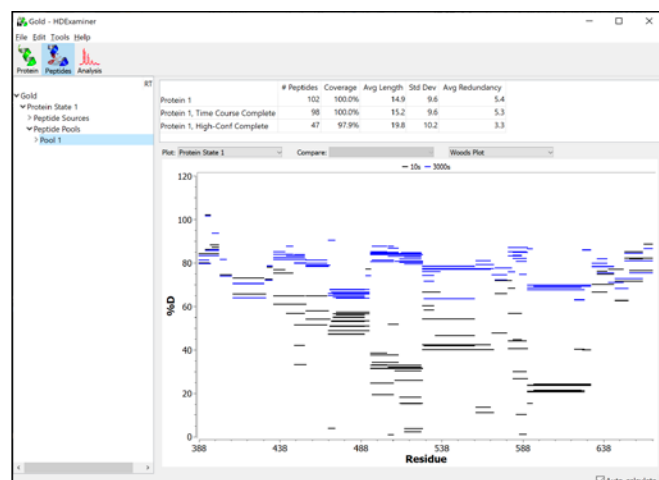 Gold - HDExaminer
File Edit Tools Help
Protein Peptides Analysis
RT
Gold
Protein State 1
Peptide Sources
Peptide Pools
Pool 1
# Peptides Coverage Avg Length Std Dev Avg Redundancy
Protein 1 102 100.0% 14.9 9.6 5.4
Protein 1, Time Course Complete 98 100.0% 15.2 9.6 5.3
Protein 1, High-Conf Complete 47 97.9% 19.8 10.2 3.3
Plot: Protein State 1 Compare: Woods Plot
10s 3000s
120
100
80
%D
60
40
20
0
388 438 488 538 588 638
Residue
Auto-calculate